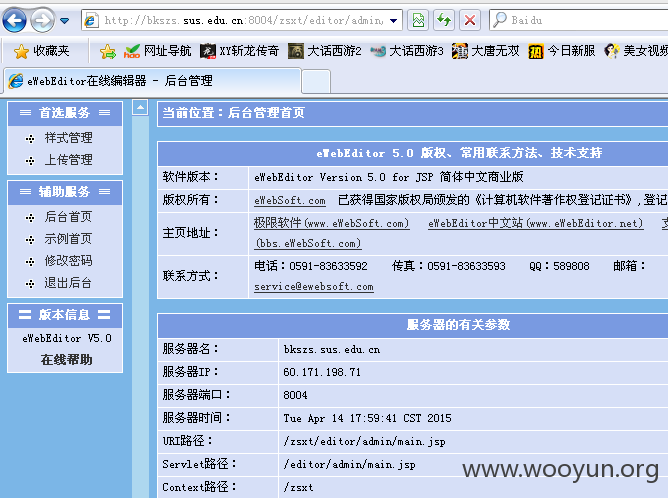 http://bkszs.sus.edu.cn:8004/zsxt/editor/admin/
Baidu
收藏夹 网址导航 XY斩龙传奇 大话西游2 大话西游3 大唐无双 今日新服 美女视频
eWebEditor在线编辑器 - 后台管理
首选服务
样式管理
上传管理
辅助服务
后台首页
示例首页
修改密码
退出后台
版本信息
eWebEditor V5.0
在线帮助
当前位置：后台管理首页
eWebEditor 5.0 版权、常用联系方法、技术支持
软件版本： eWebEditor Version 5.0 for JSP 简体中文商业版
版权所有： eWebSoft.com 已获得国家版权局颁发的《计算机软件著作权登记证书》,登记
主页地址： 极限软件(www.eWebSoft.com) eWebEditor中文站(www.eWebEditor.net)
(bbs.eWebSoft.com)
联系方式： 电话：0591-83633592 传真：0591-83633593 QQ：589808 邮箱：
service@ewebsoft.com
服务器的有关参数
服务器名： bkszs.sus.edu.cn
服务器IP： 60.171.198.71
服务器端口： 8004
服务器时间： Tue Apr 14 17:59:41 CST 2015
URI路径： /zsxt/editor/admin/main.jsp
Servlet路径： /editor/admin/main.jsp
Context路径： /zsxt
www.wooyun.org